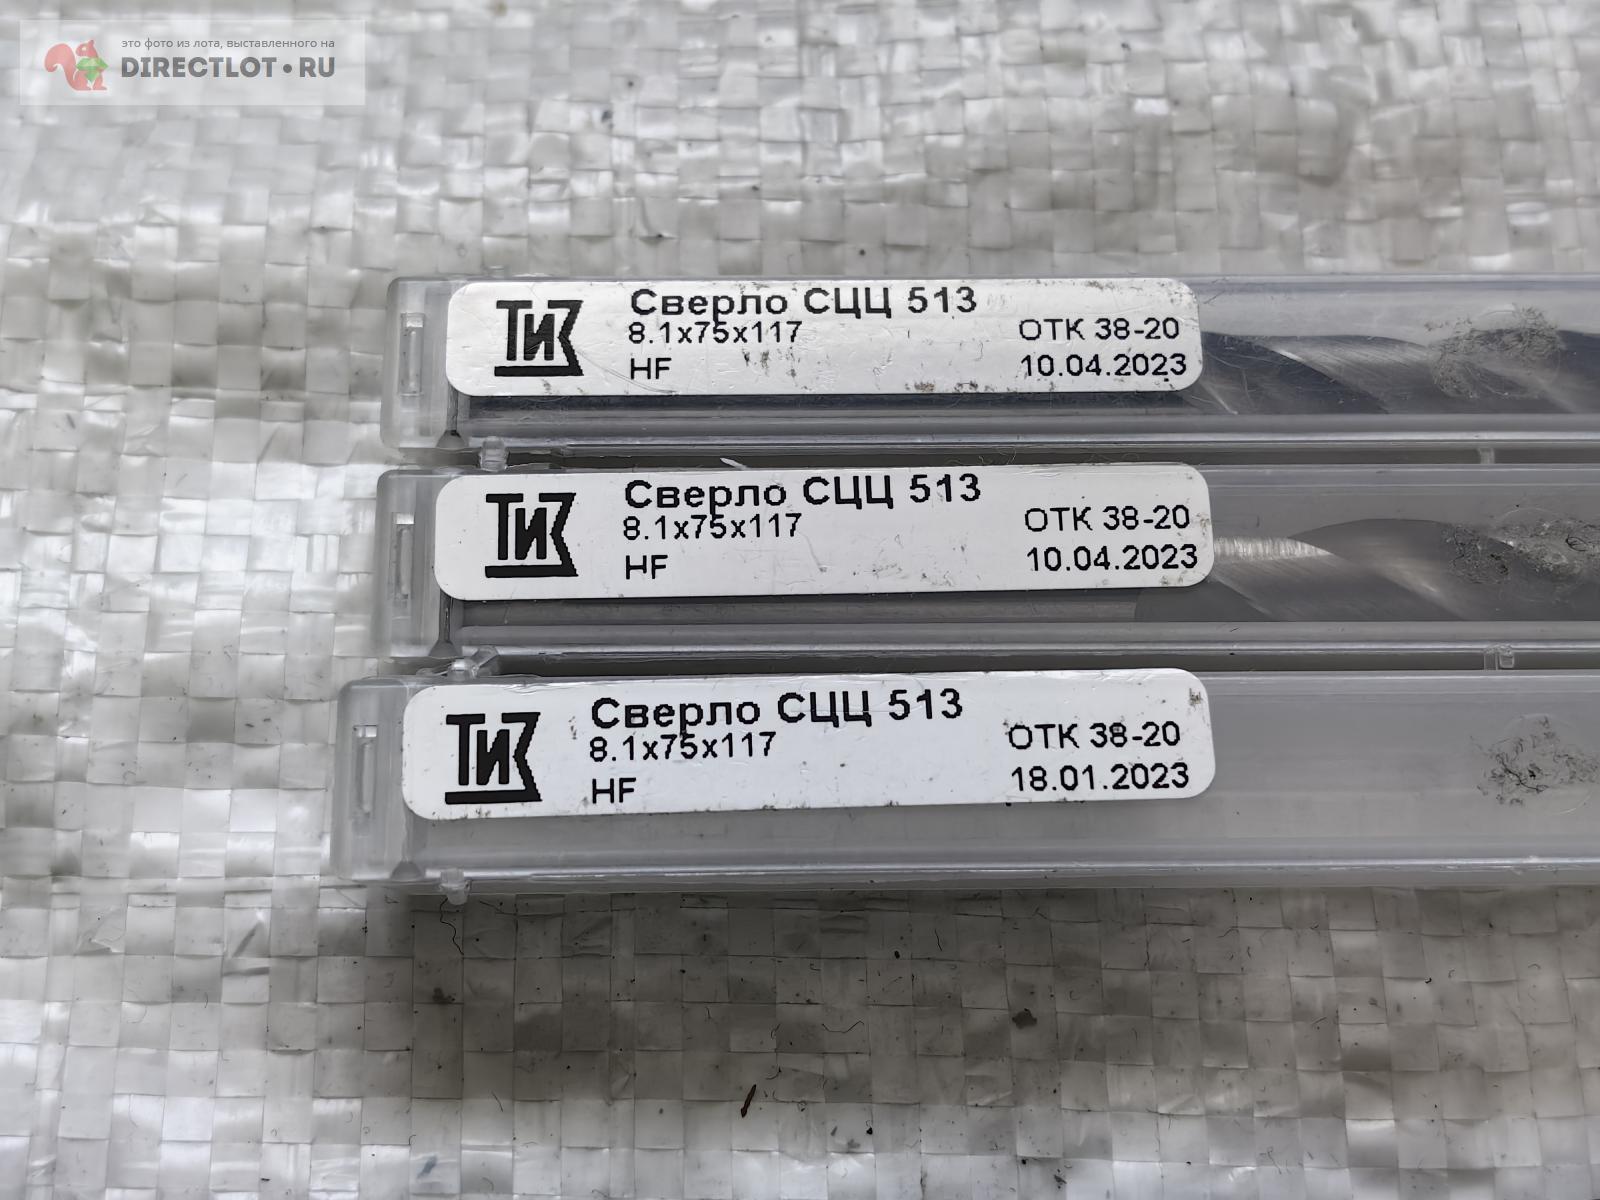 это фото из лота, выставленного на
DIRECTLOT•RU
ТИЗ
Сверло СЦЦ 513
8.1x75x117
HF
ОТК 38-20
10.04.2023
ТИЗ
Сверло СЦЦ 513
8.1x75x117
HF
ОТК 38-20
10.04.2023
ТИЗ
Сверло СЦЦ 513
8.1x75x117
HF
ОТК 38-20
18.01.2023